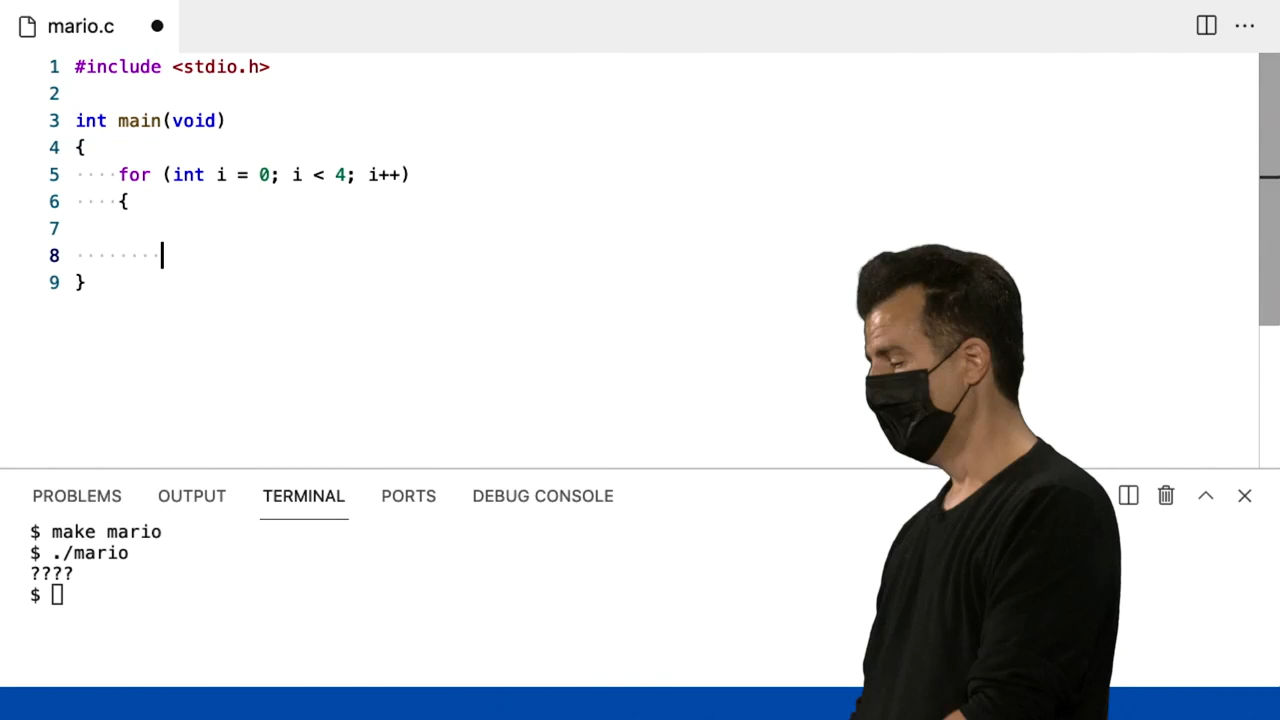 mario.c
1 #include <stdio.h>
2
3 int main(void)
4 {
5 ····for (int i = 0; i < 4; i++)
6 ····{
7
8 ········
9 }
PROBLEMS OUTPUT TERMINAL PORTS DEBUG CONSOLE
$ make mario
$ ./mario
????
$